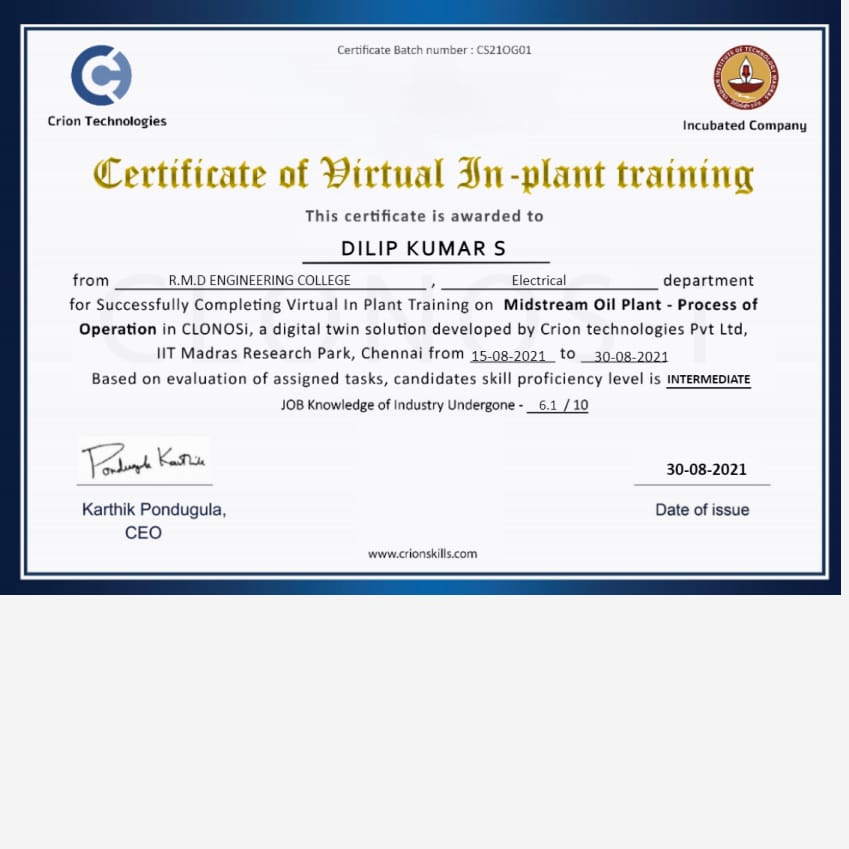 Certificate Batch number : CS21OG01
Crion Technologies
INDIAN INSTITUTE OF TECHNOLOGY MADRAS
Incubated Company
Certificate of Virtual In-plant training
This certificate is awarded to
DILIP KUMAR S
from R.M.D ENGINEERING COLLEGE , Electrical department
for Successfully Completing Virtual In Plant Training on Midstream Oil Plant - Process of
Operation in CLONOSi, a digital twin solution developed by Crion technologies Pvt Ltd,
IIT Madras Research Park, Chennai from 15-08-2021 to 30-08-2021
Based on evaluation of assigned tasks, candidates skill proficiency level is INTERMEDIATE
JOB Knowledge of Industry Undergone - 6.1 / 10
Pondugula Karthik
30-08-2021
Karthik Pondugula,
CEO
Date of issue
www.crionskills.com